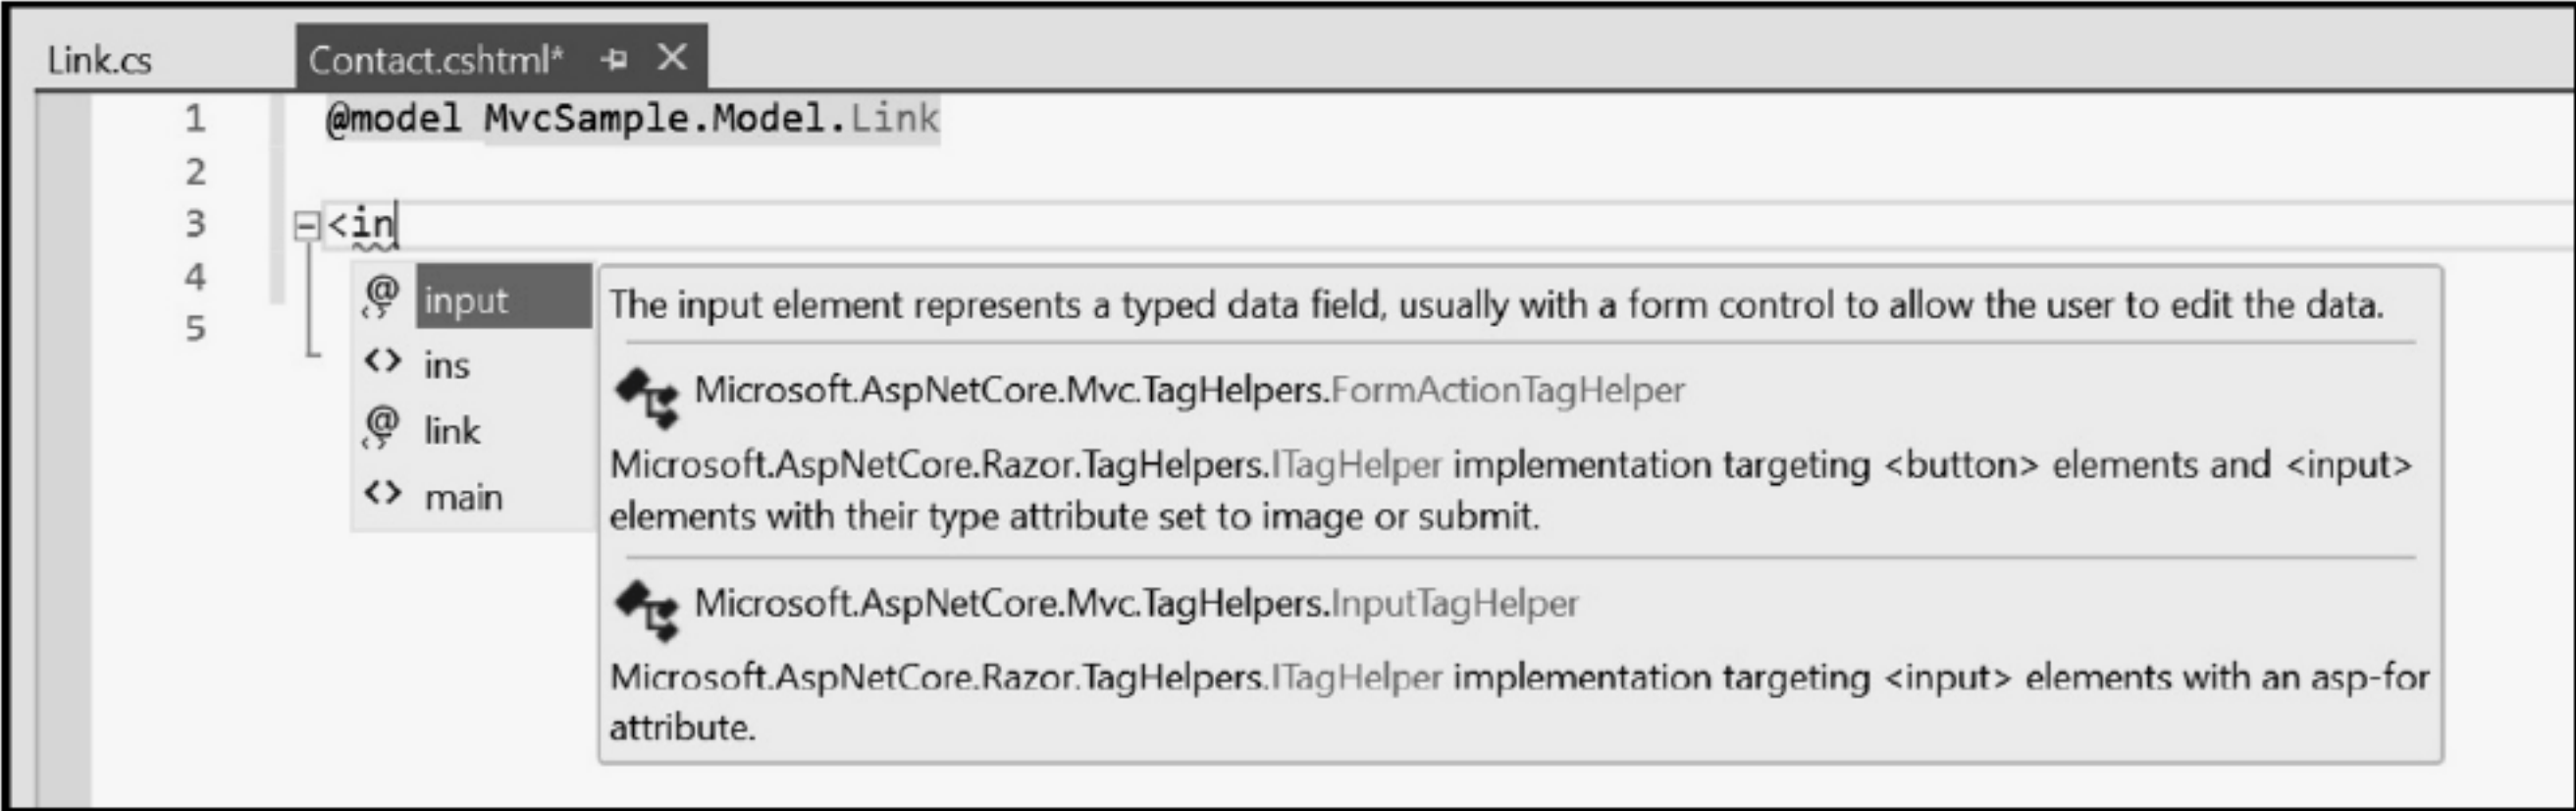 Link.cs Contact.cshtml*
1 @model MvcSample.Model.Link
2
3 <in
4
5
input
ins
link
main
The input element represents a typed data field, usually with a form control to allow the user to edit the data.
Microsoft.AspNetCore.Mvc.TagHelpers.FormActionTagHelper
Microsoft.AspNetCore.Razor.TagHelpers.ITagHelper implementation targeting <button> elements and <input>
elements with their type attribute set to image or submit.
Microsoft.AspNetCore.Mvc.TagHelpers.InputTagHelper
Microsoft.AspNetCore.Razor.TagHelpers.ITagHelper implementation targeting <input> elements with an asp-for
attribute.